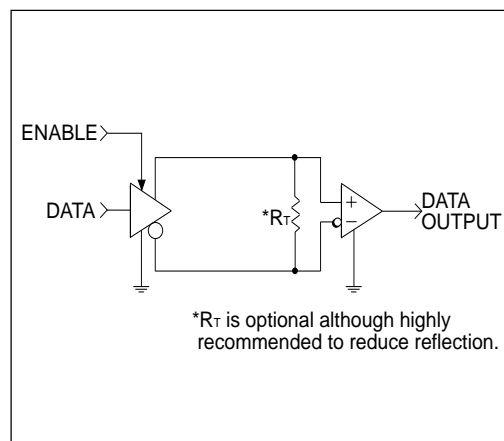 ENABLE
DATA
*RT
+
−
DATA
OUTPUT
*RT is optional although highly
recommended to reduce reflection.